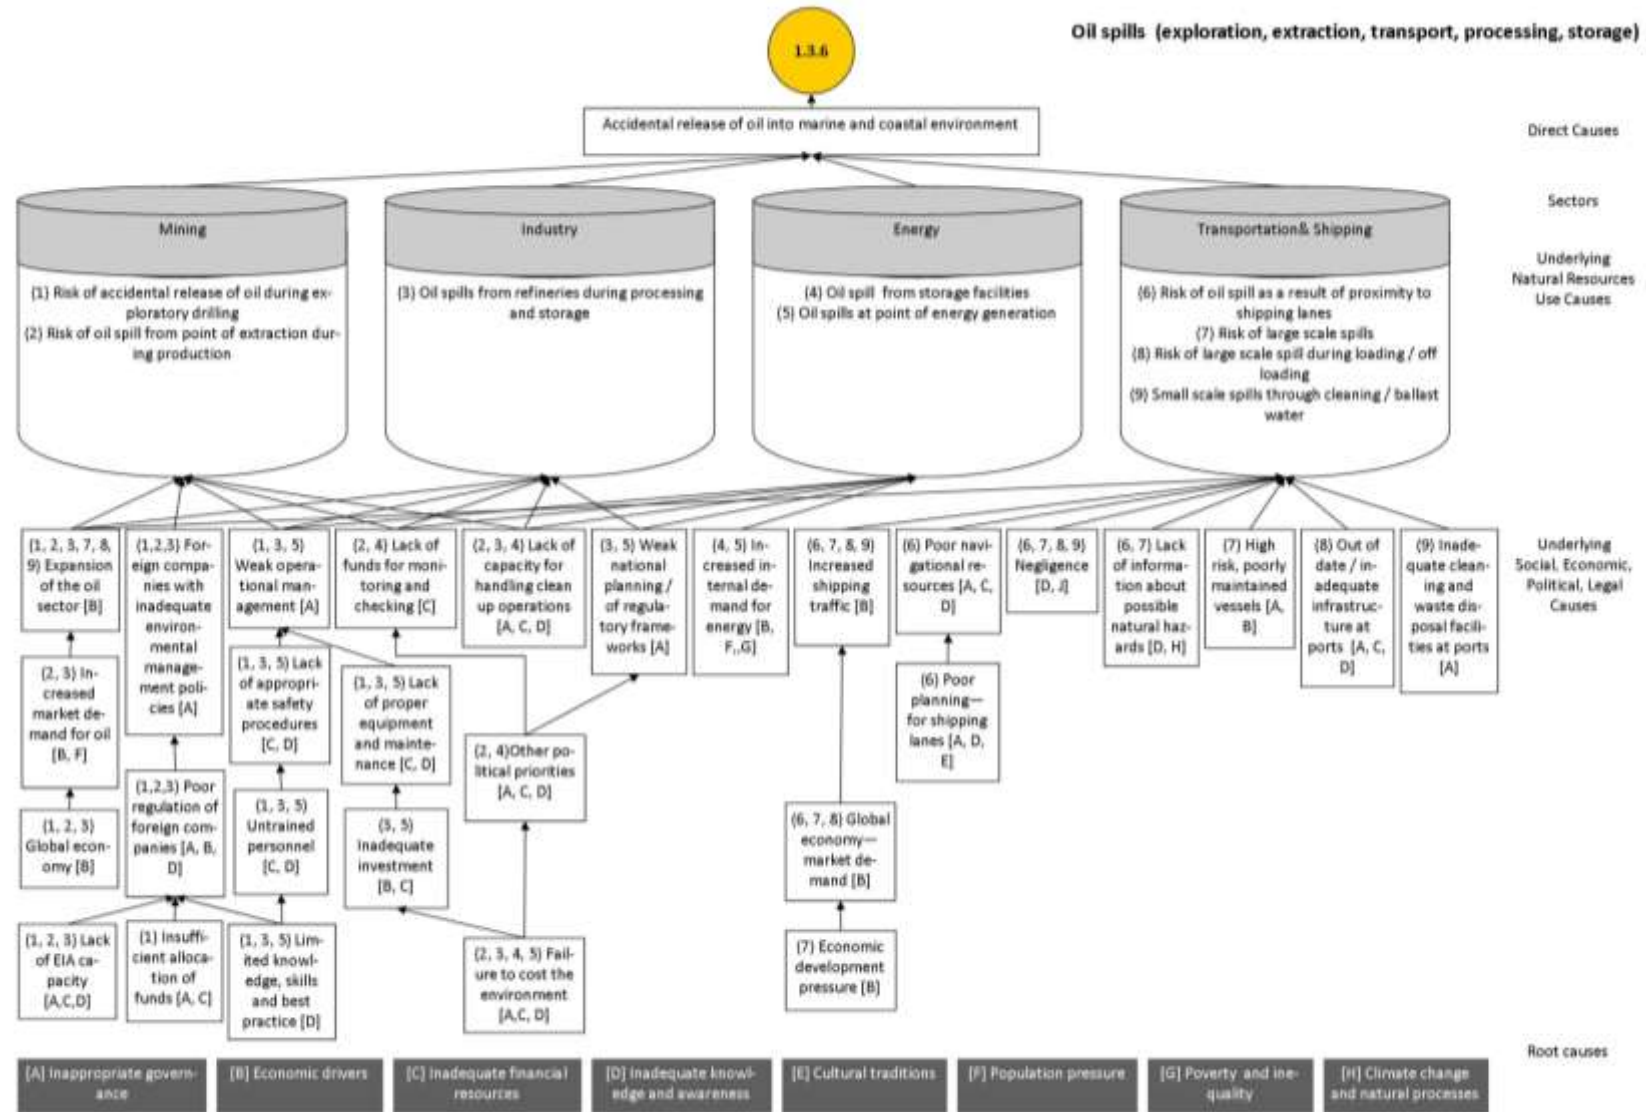 1.3.6
Oil spills (exploration, extraction, transport, processing, storage)
Accidental release of oil into marine and coastal environment
Direct Causes
Sectors
Mining
Industry
Energy
Transportation& Shipping
Underlying
Natural Resources
Use Causes
(1) Risk of accidental release of oil during ex-
ploratory drilling
(2) Risk of oil spill from point of extraction dur-
ing production
(3) Oil spills from refineries during processing
and storage
(4) Oil spill from storage facilities
(5) Oil spills at point of energy generation
(6) Risk of oil spill as a result of proximity to
shipping lanes
(7) Risk of large scale spills
(8) Risk of large scale spill during loading / off
loading
(9) Small scale spills through cleaning / ballast
water
(1, 2, 3, 7, 8,
9) Expansion
of the oil
sector [B]
(1,2,3) For-
eign compa-
nies with
inadequate
environ-
mental
manage-
ment poli-
cies [A]
(1, 3, 5)
Weak opera-
tional man-
agement [A]
(2, 4) Lack of
funds for moni-
toring and
checking [C]
(2, 3, 4) Lack of
capacity for
handling clean
up operations
[A, C, D]
(3, 5) Weak
national
planning /
of regula-
tory frame-
works [A]
(4, 5) In-
creased in-
ternal de-
mand for
energy [B,
F,.G]
(6, 7, 8, 9)
Increased
shipping
traffic [B]
(6) Poor navi-
gational re-
sources [A, C,
D]
(6, 7, 8, 9)
Negligence
[D, J]
(6, 7) Lack
of informa-
tion about
possible
natural haz-
ards [D, H]
(7) High
risk, poorly
maintained
vessels [A,
B]
(8) Out of
date / in-
adequate
infrastruc-
ture at
ports [A, C,
D]
(9) Inade-
quate clean-
ing and
waste dis-
posal facili-
ties at ports
[A]
Underlying
Social, Economic,
Political, Legal
Causes
(2, 3) In-
creased
market de-
mand for oil
[B, F]
(1, 3, 5) Lack
of appropri-
ate safety
procedures
[C, D]
(1, 3, 5) Lack
of proper
equipment
and mainte-
nance [C, D]
(2, 4)Other po-
litical priorities
[A, C, D]
(6) Poor
planning—
for shipping
lanes [A, D,
E]
(1, 2, 3)
Global econ-
omy [B]
(1,2,3) Poor
regulation of
foreign com-
panies [A, B,
D]
(1, 3, 5)
Untrained
personnel
[C, D]
(3, 5)
Inadequate
investment
[B, C]
(6, 7, 8) Global
economy—
market de-
mand [B]
(1, 2, 3) Lack
of EIA ca-
pacity
[A,C,D]
(1) Insuffi-
cient alloca-
tion of
funds [A, C]
(1, 3, 5) Lim-
ited knowl-
edge, skills
and best
practice [D]
(2, 3, 4, 5) Fail-
ure to cost the
environment
[A,C, D]
(7) Economic
development
pressure [B]
Root causes
[A] Inappropriate govern-
ance
[B] Economic drivers
[C] Inadequate financial
resources
[D] Inadequate knowl-
edge and awareness
[E] Cultural traditions
[F] Population pressure
[G] Poverty and ine-
quality
[H] Climate change
and natural processes